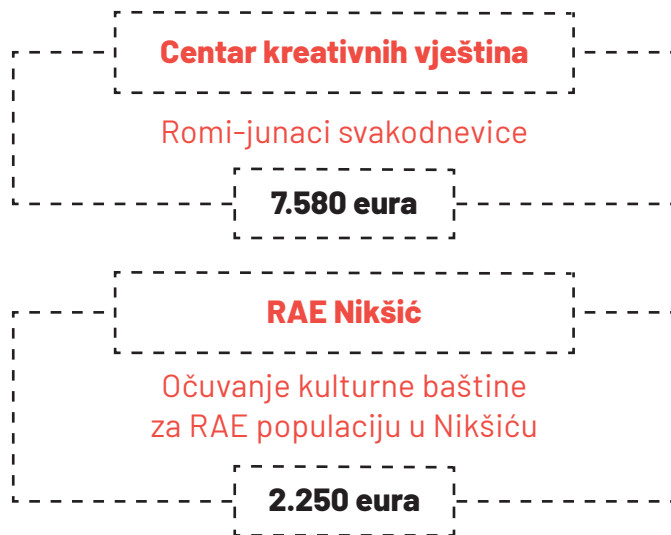 Centar kreativnih vještina
Romi-junaci svakodnevice
7.580 eura
RAE Nikšić
Očuvanje kulturne baštine
za RAE populaciju u Nikšiću
2.250 eura